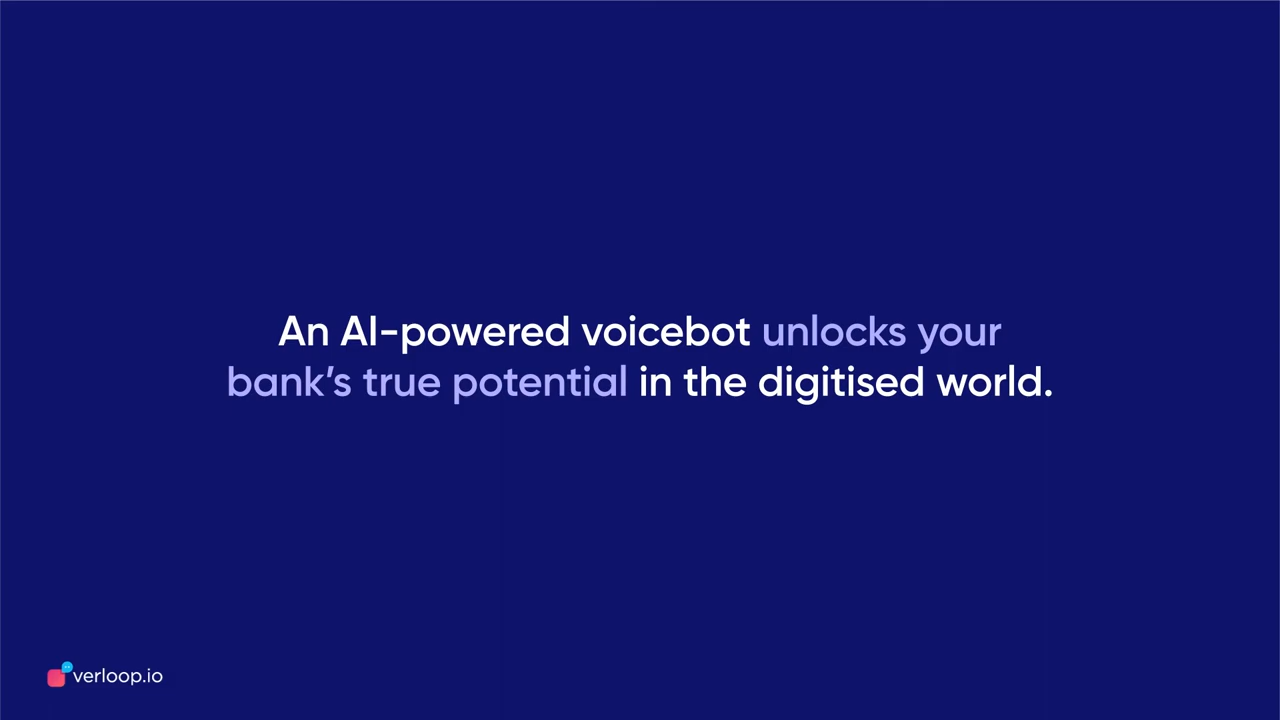 An AI-powered voicebot unlocks your
bank’s true potential in the digitised world.
verloop.io